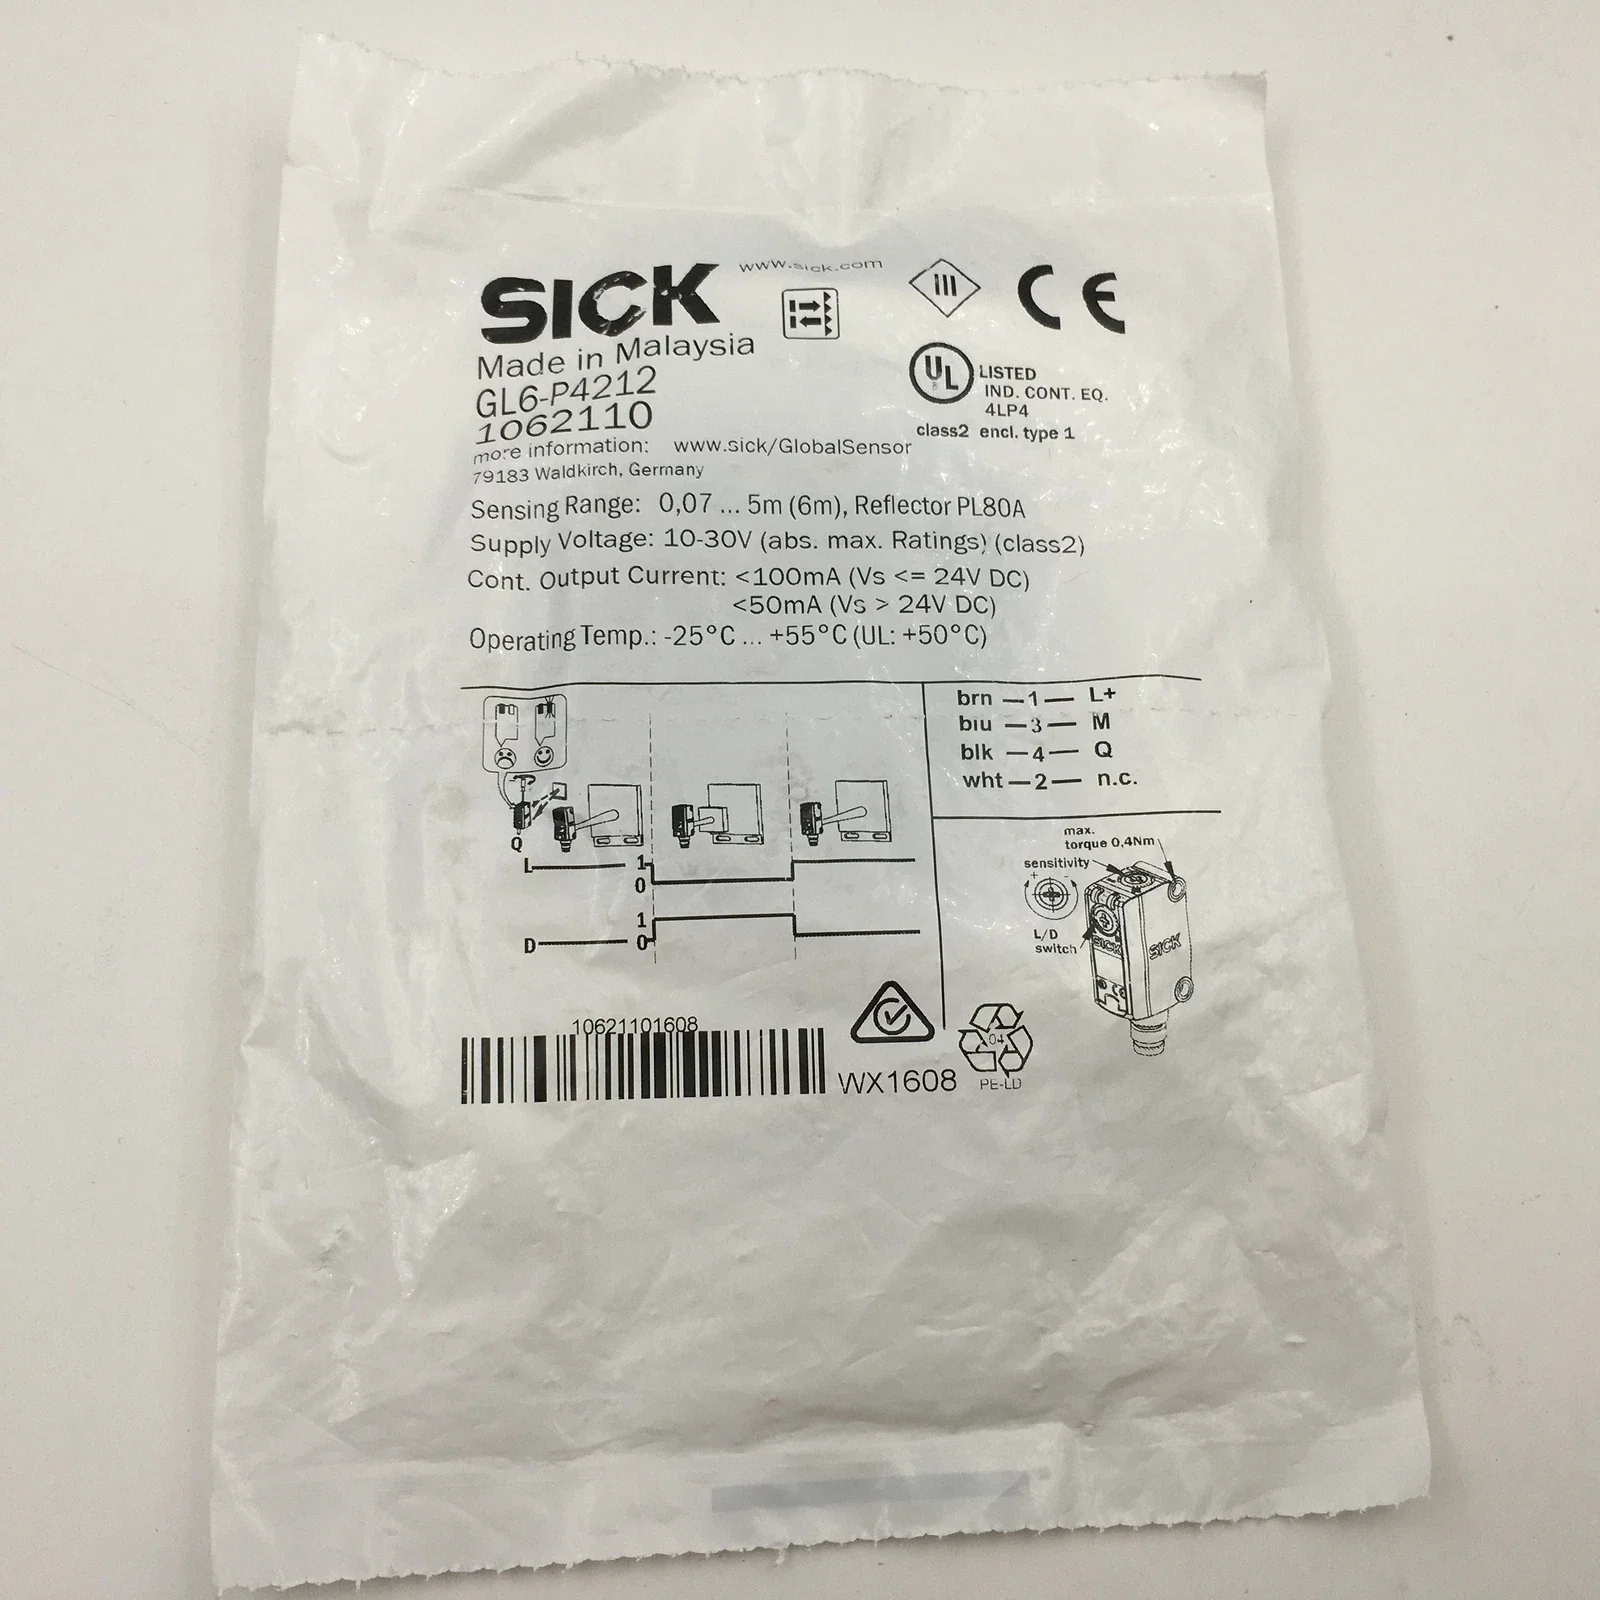 SICK
www.sick.com
III
CE
Made in Malaysia
GL6-P4212
1062110
UL LISTED
IND. CONT. EQ.
4LP4
class2 encl. type 1
more information: www.sick/GlobalSensor
79183 Waldkirch, Germany
Sensing Range: 0,07 ... 5m (6m), Reflector PL80A
Supply Voltage: 10-30V (abs. max. Ratings) (class2)
Cont. Output Current: <100mA (Vs <= 24V DC)
<50mA (Vs > 24V DC)
Operating Temp.: -25°C ... +55°C (UL: +50°C)
brn — 1 — L+
blu — 3 — M
blk — 4 — Q
wht — 2 — n.c.
Q
L 1
0
1
D 0
max.
torque 0,4Nm
sensitivity
+ -
L/D
switch
SICK
SICK
10621101608
WX1608
04
PE-LD